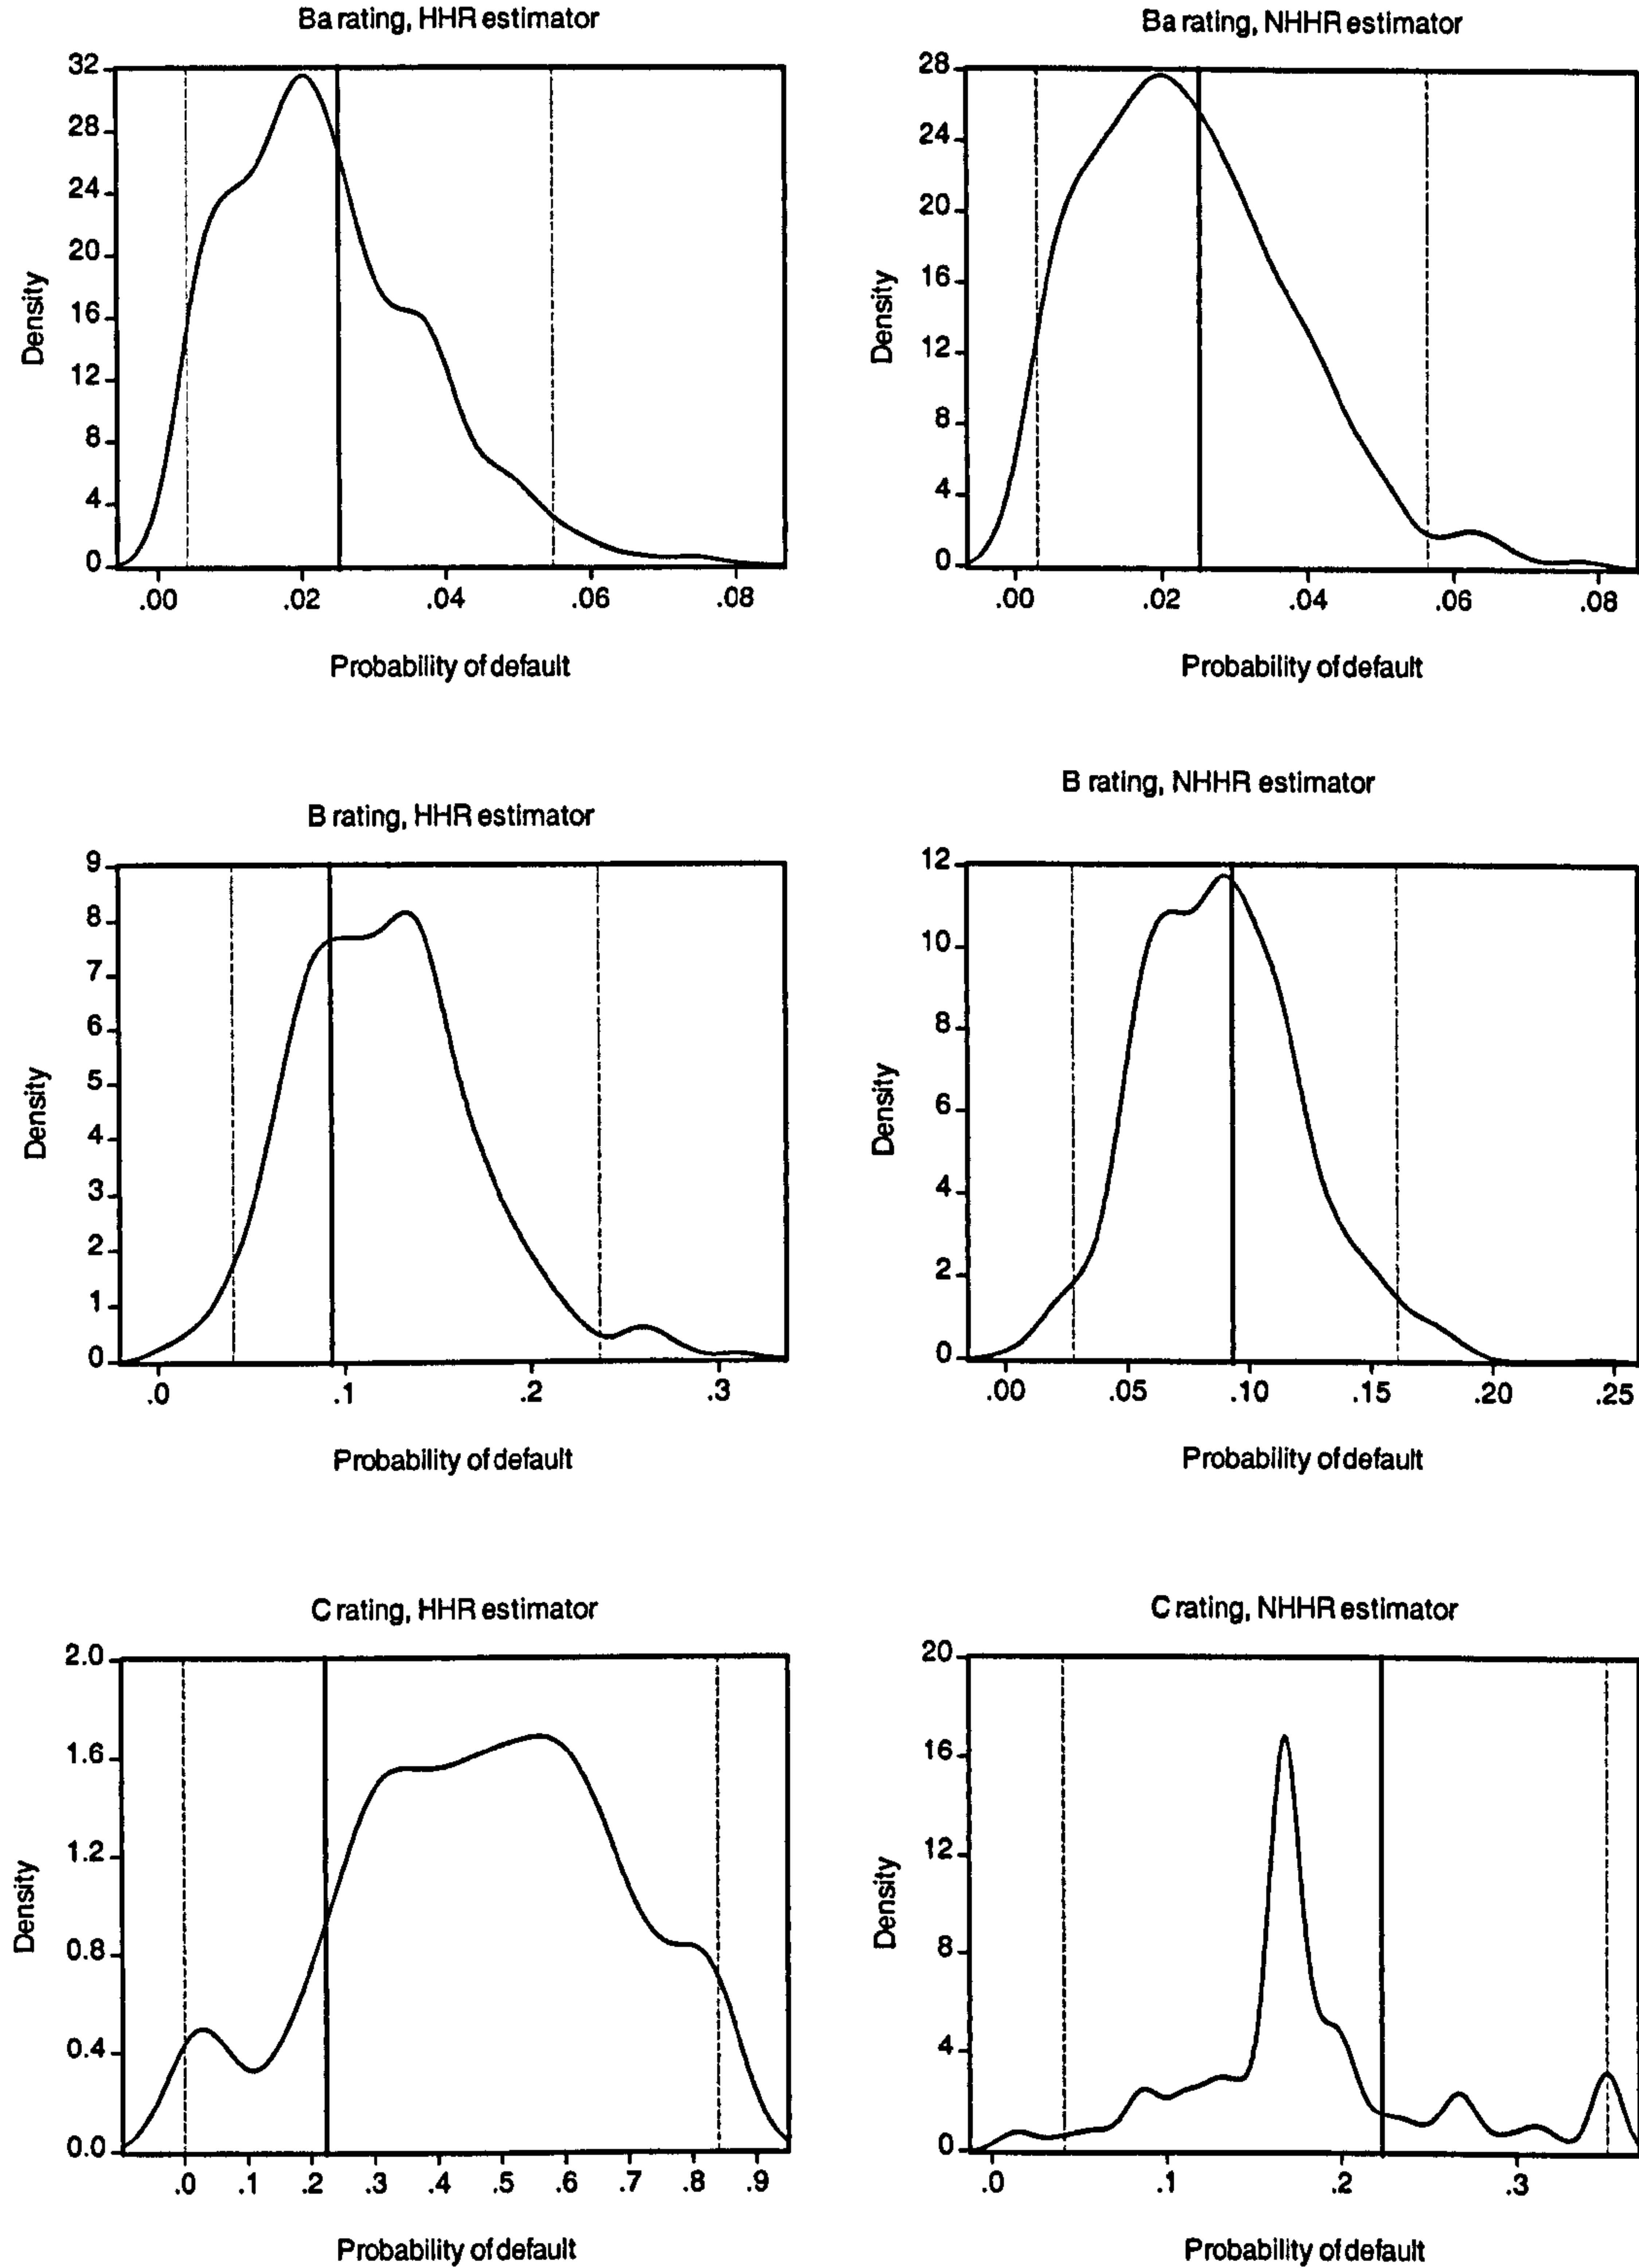 Ba rating, HHR estimator
32
28
24
20
16
12
8
4
0
Density
.00 .02 .04 .06 .08
Probability of default
Ba rating, NHHR estimator
28
24
20
16
12
8
4
0
Density
.00 .02 .04 .06 .08
Probability of default
B rating, HHR estimator
9
8
7
6
5
4
3
2
1
0
Density
.0 .1 .2 .3
Probability of default
B rating, NHHR estimator
12
10
8
6
4
2
0
Density
.00 .05 .10 .15 .20 .25
Probability of default
C rating, HHR estimator
2.0
1.6
1.2
0.8
0.4
0.0
Density
.0 .1 .2 .3 .4 .5 .6 .7 .8 .9
Probability of default
C rating, NHHR estimator
20
16
12
8
4
0
Density
.0 .1 .2 .3
Probability of default